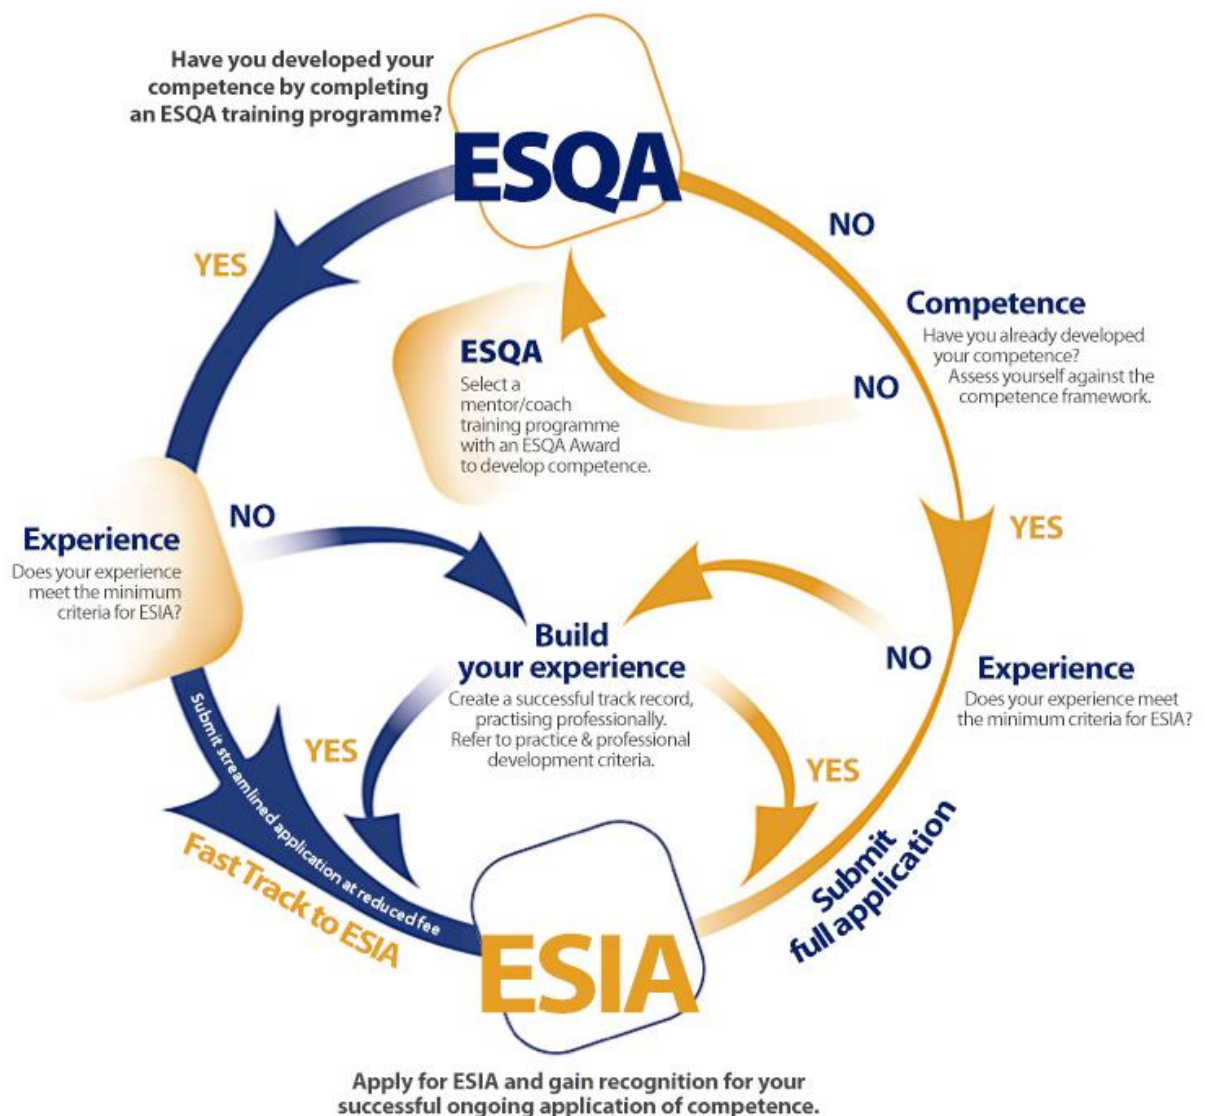 Have you developed your
competence by completing
an ESQA training programme?
ESQA
YES
NO
Competence
Have you already developed
your competence?
Assess yourself against the
competence framework.
NO
ESQA
Select a
mentor/coach
training programme
with an ESQA Award
to develop competence.
YES
Experience
Does your experience
meet the minimum
criteria for ESIA?
NO
Build
your experience
Create a successful track record,
practising professionally.
Refer to practice & professional
development criteria.
NO
Experience
Does your experience meet
the minimum criteria for ESIA?
YES
YES
Submit streamlined application at reduced fee
Fast Track to ESIA
Submit
full application
ESIA
Apply for ESIA and gain recognition for your
successful ongoing application of competence.